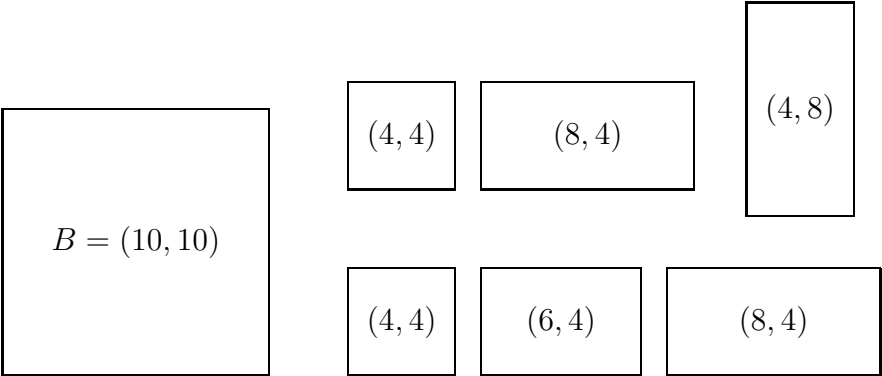 (4, 8)
(4, 4) (8, 4)
B = (10, 10)
(4, 4) (6, 4) (8, 4)